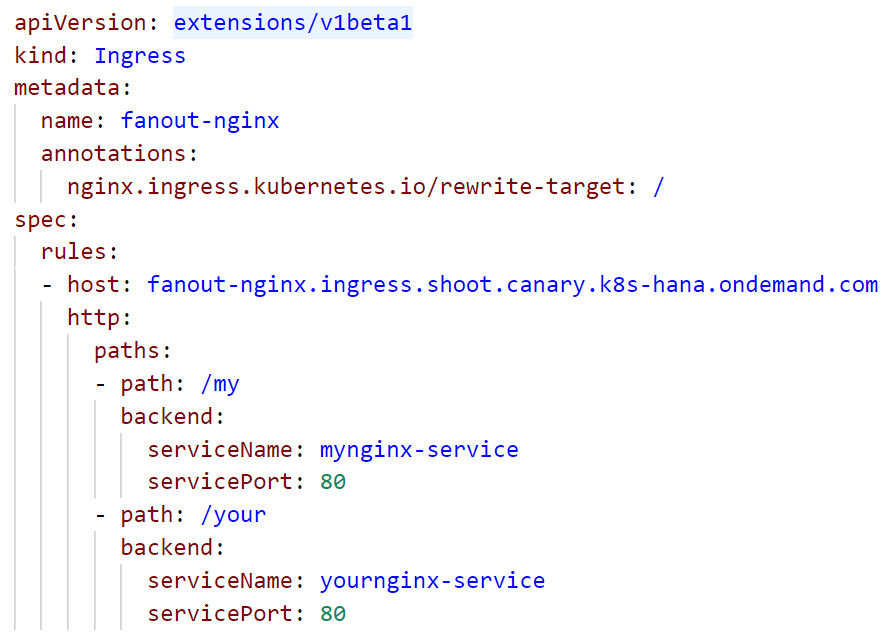 apiVersion: extensions/v1beta1
kind: Ingress
metadata:
  name: fanout-nginx
  annotations:
    nginx.ingress.kubernetes.io/rewrite-target: /
spec:
  rules:
  - host: fanout-nginx.ingress.shoot.canary.k8s-hana.ondemand.com
    http:
      paths:
      - path: /my
        backend:
          serviceName: mynginx-service
          servicePort: 80
      - path: /your
        backend:
          serviceName: yournginx-service
          servicePort: 80